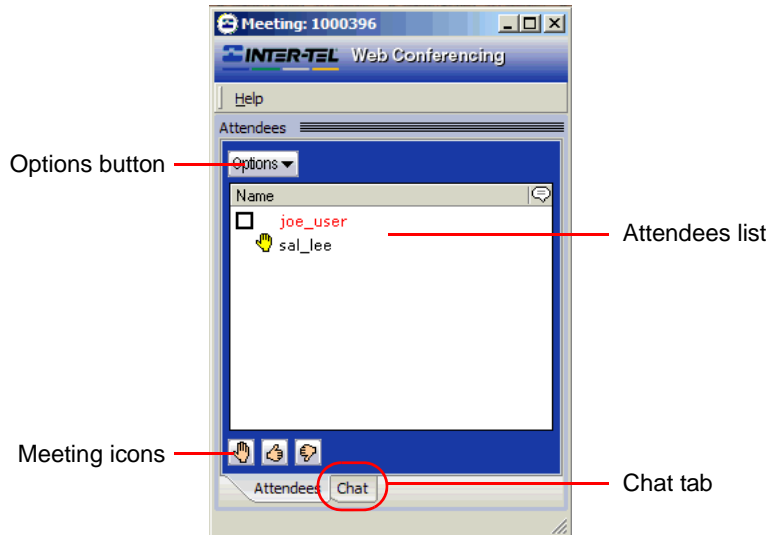 Meeting: 1000396
INTER-TEL Web Conferencing
Help
Attendees
Options button
Options
Name
joe_user
Attendees list
sal_lee
Meeting icons
Attendees Chat
Chat tab